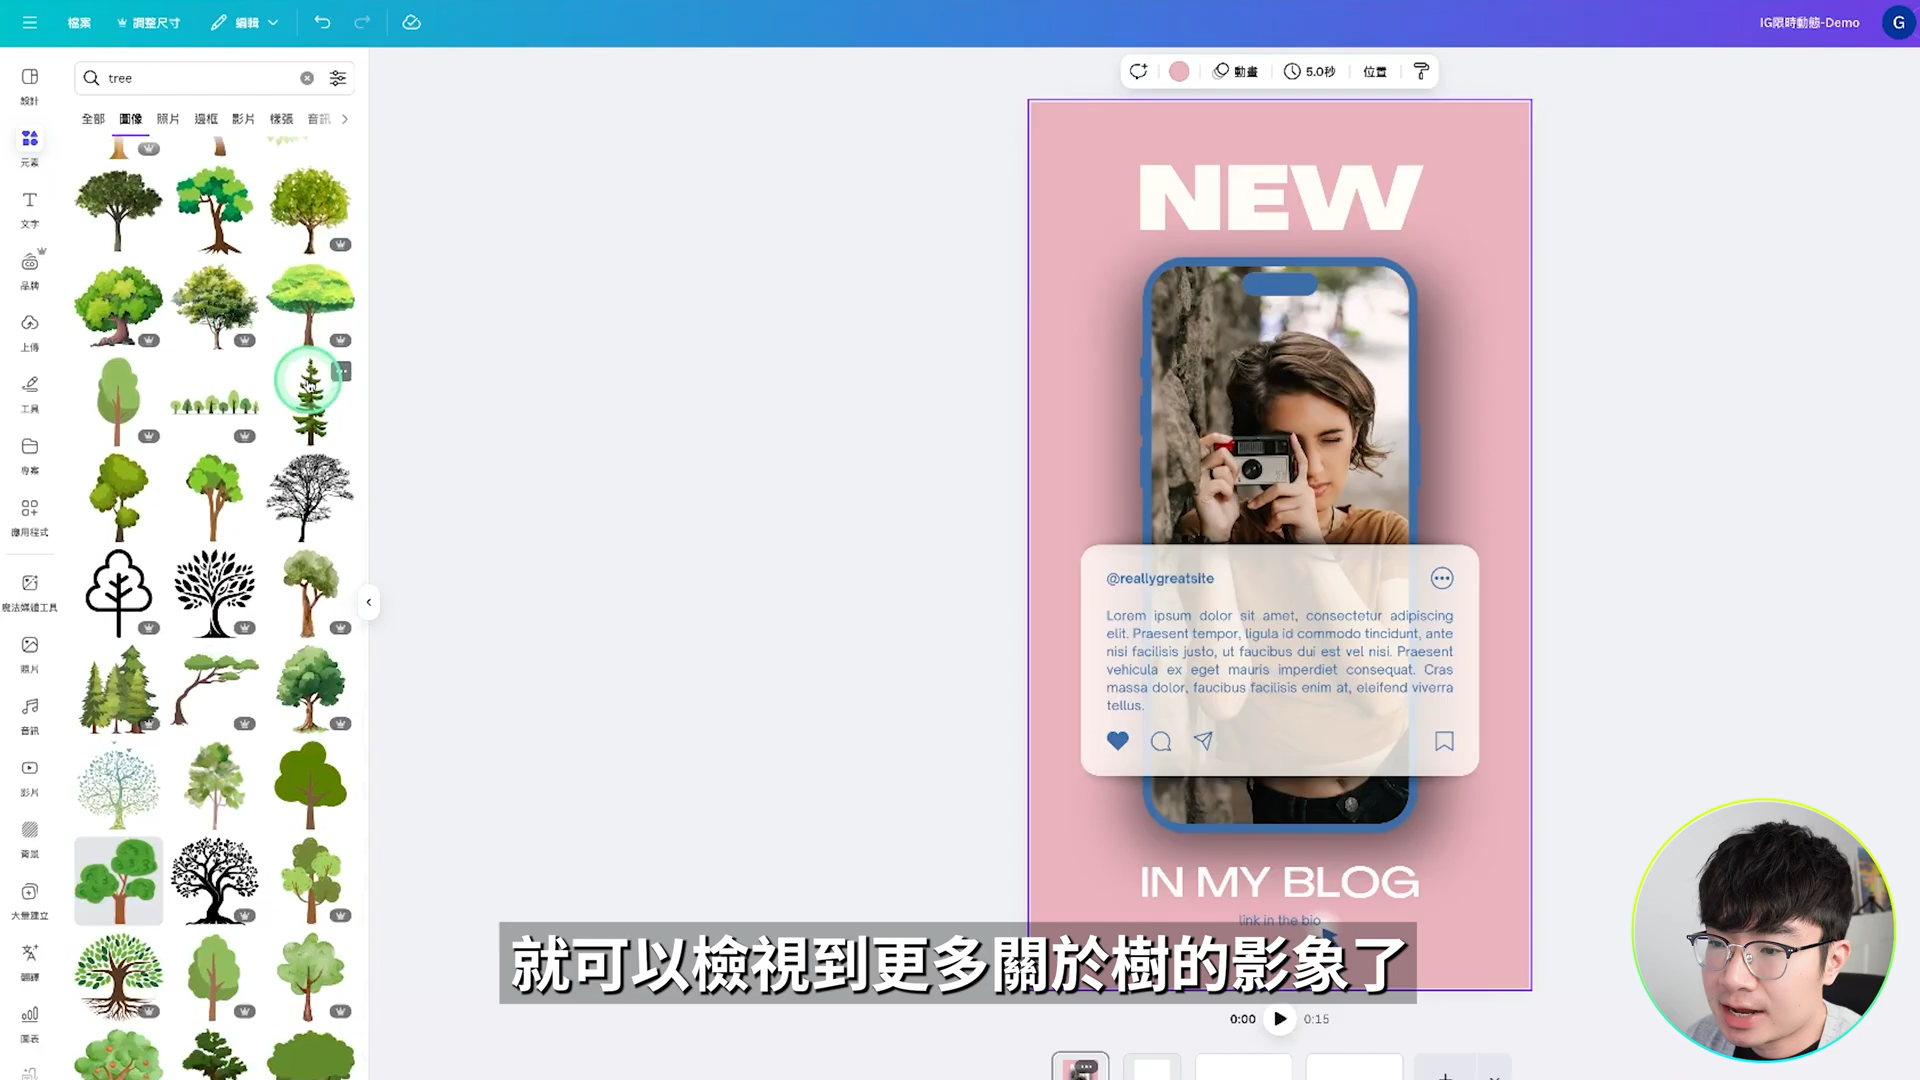 檔案
調整尺寸
編輯
IG限時動態-Demo
G
設計
元素
文字
品牌
上傳
工具
專案
應用程式
魔法媒體工具
照片
音訊
影片
背景
大量建立
翻譯
圖表
tree
全部
圖像
照片
邊框
影片
樣張
音訊
動畫
5.0秒
位置
NEW
@reallygreatsite
Lorem ipsum dolor sit amet, consectetur adipiscing
elit. Praesent tempor, ligula id commodo tincidunt, ante
nisi facilisis justo, ut faucibus dui est vel nisi. Praesent
vehicula ex eget mauris imperdiet consequat. Cras
massa dolor, faucibus facilisis enim at, eleifend viverra
tellus.
IN MY BLOG
link in the bio
就可以檢視到更多關於樹的影象了
0:00
0:15